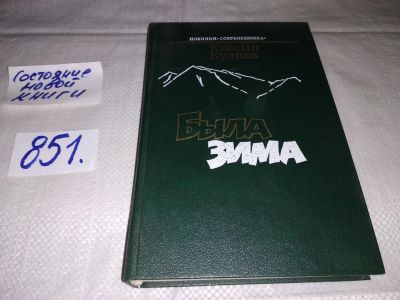 Состояние
новой
книги
851.
НОВИНКИ «СОВРЕМЕННИКА»
Кайсын
Кулиев
БЫЛА
ЗИМА